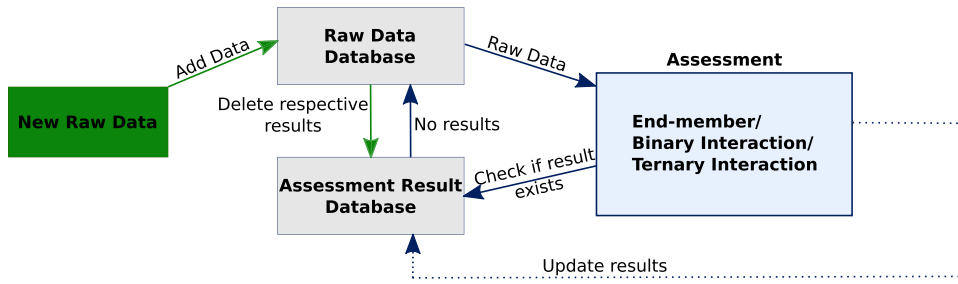 Raw Data
Database
Add Data
Raw Data
Assessment
New Raw Data
Delete respective
results
No results
End-member/
Binary Interaction/
Ternary Interaction
Check if result
exists
Assessment Result
Database
Update results